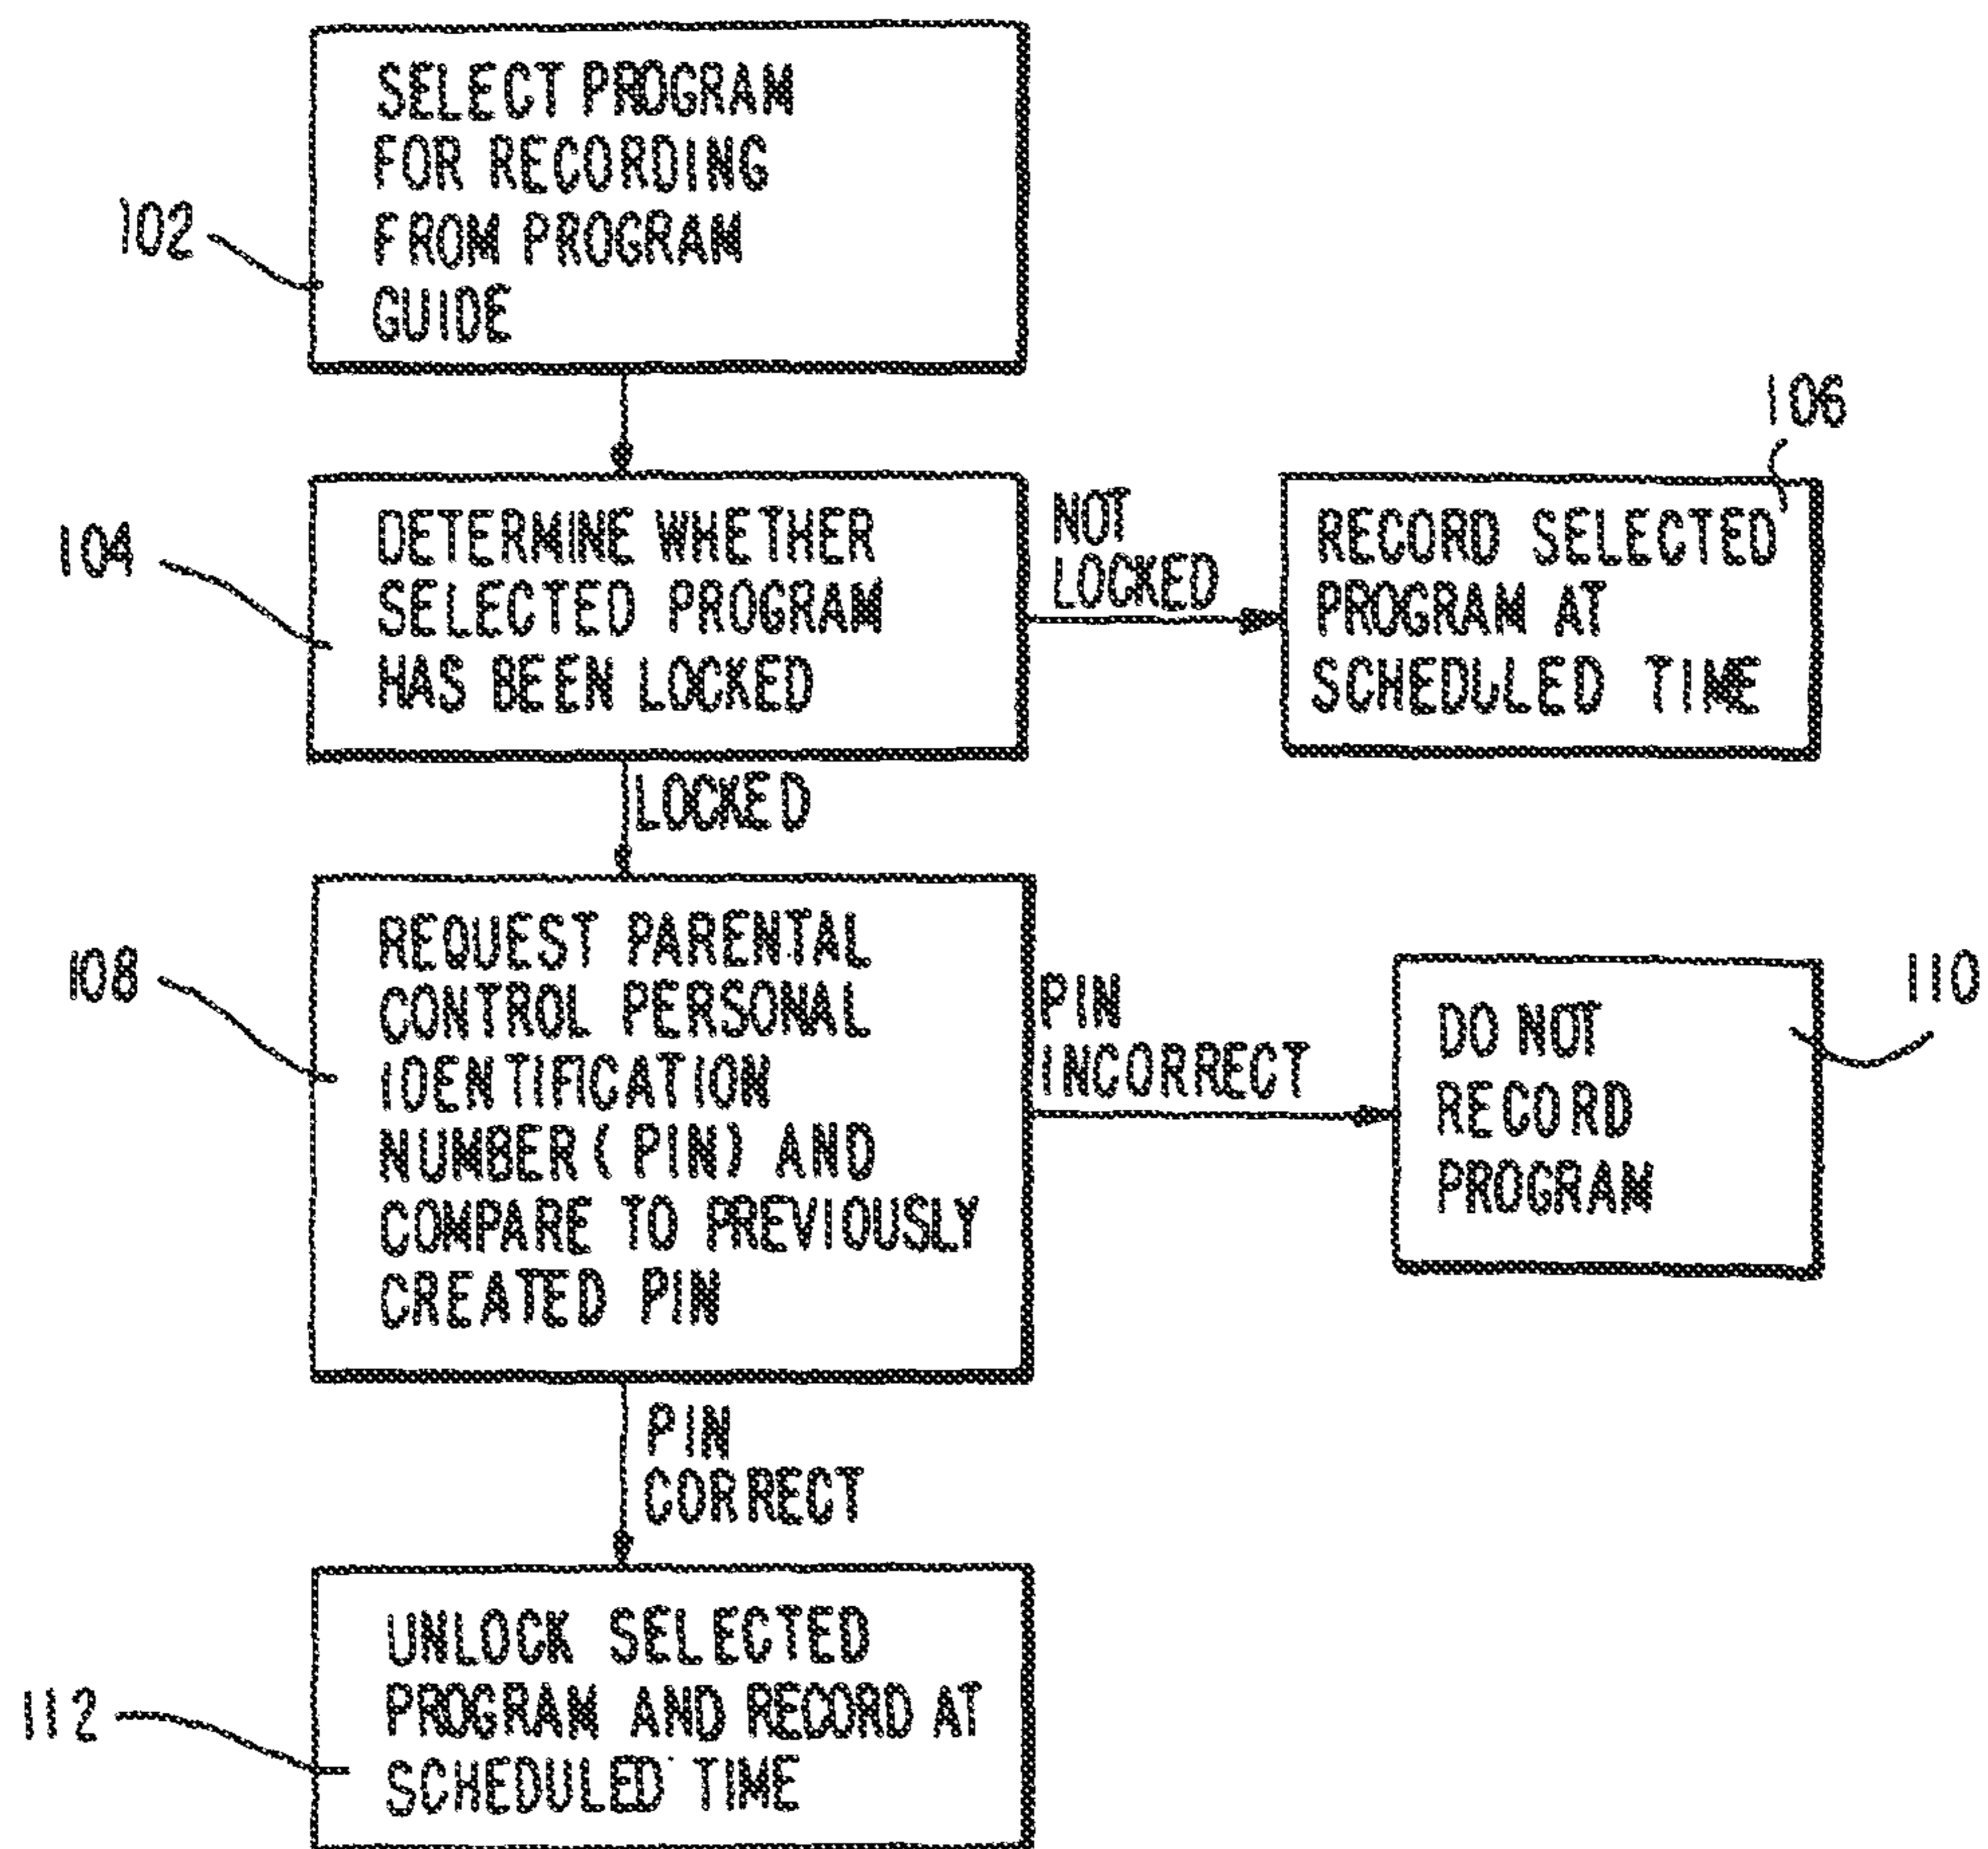 SELECT PROGRAM
FOR RECORDING
FROM PROGRAM
GUIDE
102
106
104
DETERMINE WHETHER
SELECTED PROGRAM
HAS BEEN LOCKED
NOT
LOCKED
RECORD SELECTED
PROGRAM AT
SCHEDULED TIME
LOCKED
108
REQUEST PARENTAL
CONTROL PERSONAL
IDENTIFICATION
NUMBER (PIN) AND
COMPARE TO PREVIOUSLY
CREATED PIN
PIN
INCORRECT
110
DO NOT
RECORD
PROGRAM
PIN
CORRECT
112
UNLOCK SELECTED
PROGRAM AND RECORD AT
SCHEDULED TIME